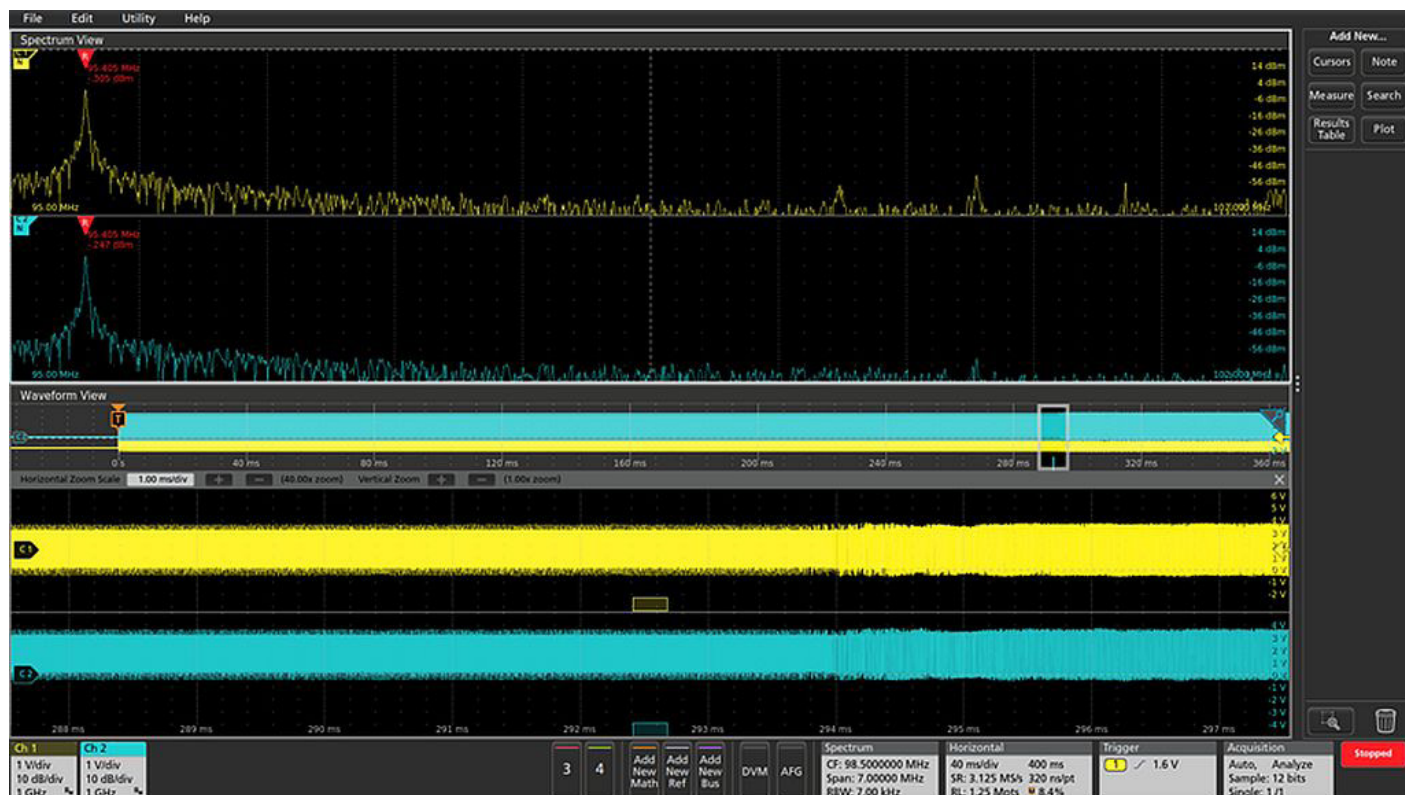 File Edit Utility Help
Spectrum View
Add New...
Cursors Note
Measure Search
Results Table Plot
C1
N
R
95.405 MHz
-.305 dBm
14 dBm
4 dBm
-6 dBm
-16 dBm
-26 dBm
-36 dBm
-46 dBm
-56 dBm
95.00 MHz
C2
N
R
95.405 MHz
-.247 dBm
14 dBm
4 dBm
-6 dBm
-16 dBm
-26 dBm
-36 dBm
-46 dBm
-56 dBm
95.00 MHz 102.000 MHz
Waveform View
T
C2
0 s 40 ms 80 ms 120 ms 160 ms 200 ms 240 ms 280 ms 320 ms 360 ms
Horizontal Zoom Scale 1.00 ms/div + - (40.00x zoom) Vertical Zoom + - (1.00x zoom) X
6 V
5 V
4 V
3 V
2 V
1 V
0 V
-1 V
-2 V
C1
4 V
3 V
2 V
1 V
C2
-1 V
-2 V
-3 V
-4 V
288 ms 289 ms 290 ms 291 ms 292 ms 293 ms 294 ms 295 ms 296 ms 297 ms
Ch 1
1 V/div
10 dB/div
1 GHz
Ch 2
1 V/div
10 dB/div
1 GHz
3 4
Add New Math
Add New Ref
Add New Bus
DVM AFG
Spectrum
CF: 98.5000000 MHz
Span: 7.00000 MHz
RBW: 7.00 kHz
Horizontal
40 ms/div 400 ms
SR: 3.125 MS/s 320 ns/pt
RL: 1.25 Mpts 8.4%
Trigger
1 1.6 V
Acquisition
Auto, Analyze
Sample: 12 bits
Single: 1/1
Stopped